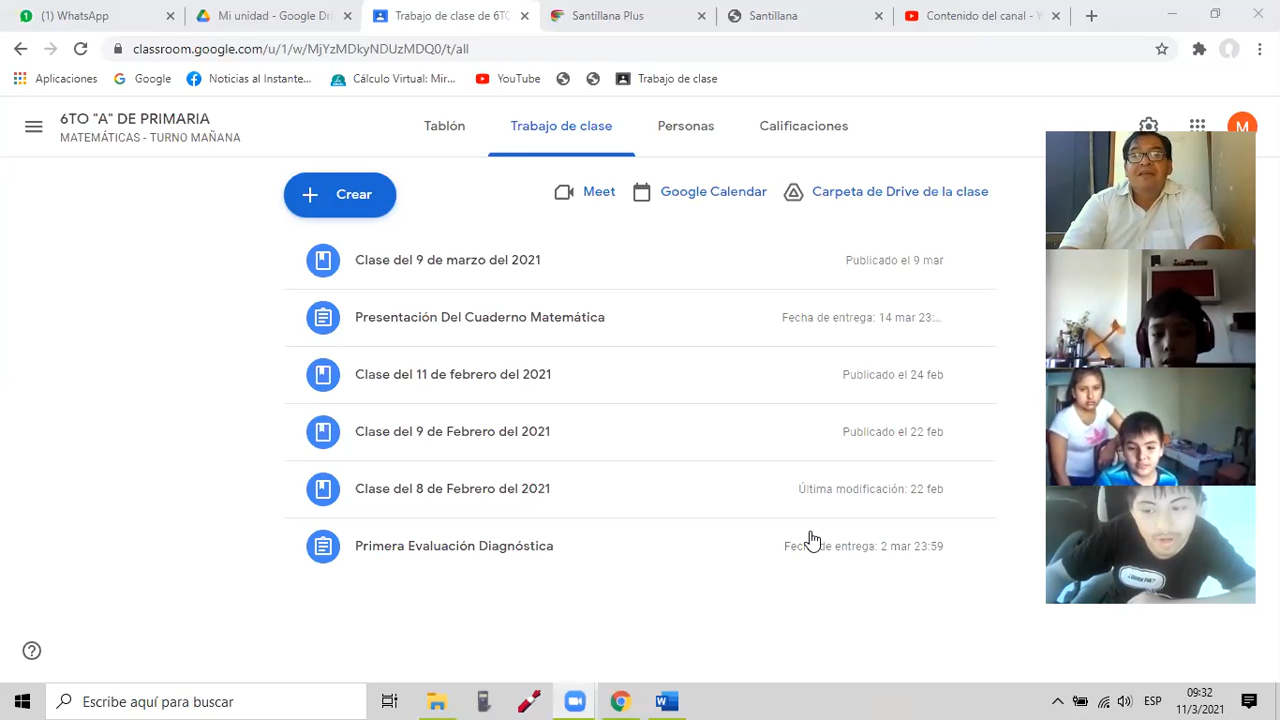 (1) WhatsApp
Mi unidad - Google Dri
Trabajo de clase de 6TO
Santillana Plus
Santillana
Contenido del canal - Y
classroom.google.com/u/1/w/MjYzMDkyNDUzMDQ0/t/all
Aplicaciones
Google
Noticias al Instante...
Cálculo Virtual: Mir...
YouTube
Trabajo de clase
6TO "A" DE PRIMARIA
MATEMÁTICAS - TURNO MAÑANA
Tablón
Trabajo de clase
Personas
Calificaciones
M
Crear
Meet
Google Calendar
Carpeta de Drive de la clase
Clase del 9 de marzo del 2021
Publicado el 9 mar
Presentación Del Cuaderno Matemática
Fecha de entrega: 14 mar 23:...
Clase del 11 de febrero del 2021
Publicado el 24 feb
Clase del 9 de Febrero del 2021
Publicado el 22 feb
Clase del 8 de Febrero del 2021
Última modificación: 22 feb
Primera Evaluación Diagnóstica
Fecha de entrega: 2 mar 23:59
Escribe aquí para buscar
ESP
09:32
11/3/2021